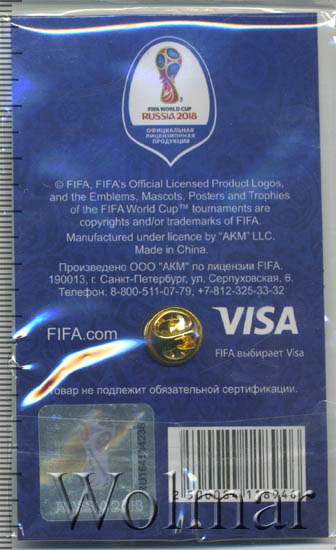 FIFA WORLD CUP
RUSSIA 2018
ОФИЦИАЛЬНАЯ
ЛИЦЕНЗИОННАЯ
ПРОДУКЦИЯ
© FIFA, FIFA's Official Licensed Product Logos,
and the Emblems, Mascots, Posters and Trophies
of the FIFA World Cup™ tournaments are
copyrights and/or trademarks of FIFA.
Manufactured under licence by "AKM" LLC.
Made in China.
Произведено ООО "АКМ" по лицензии FIFA.
190013, г. Санкт-Петербург, ул. Серпуховская, 6.
Телефон: 8-800-511-07-79, +7-812-325-33-32
FIFA.com
VISA
FIFA выбирает Visa
Товар не подлежит обязательной сертификации.
RUSSIA 2018
Wolmar